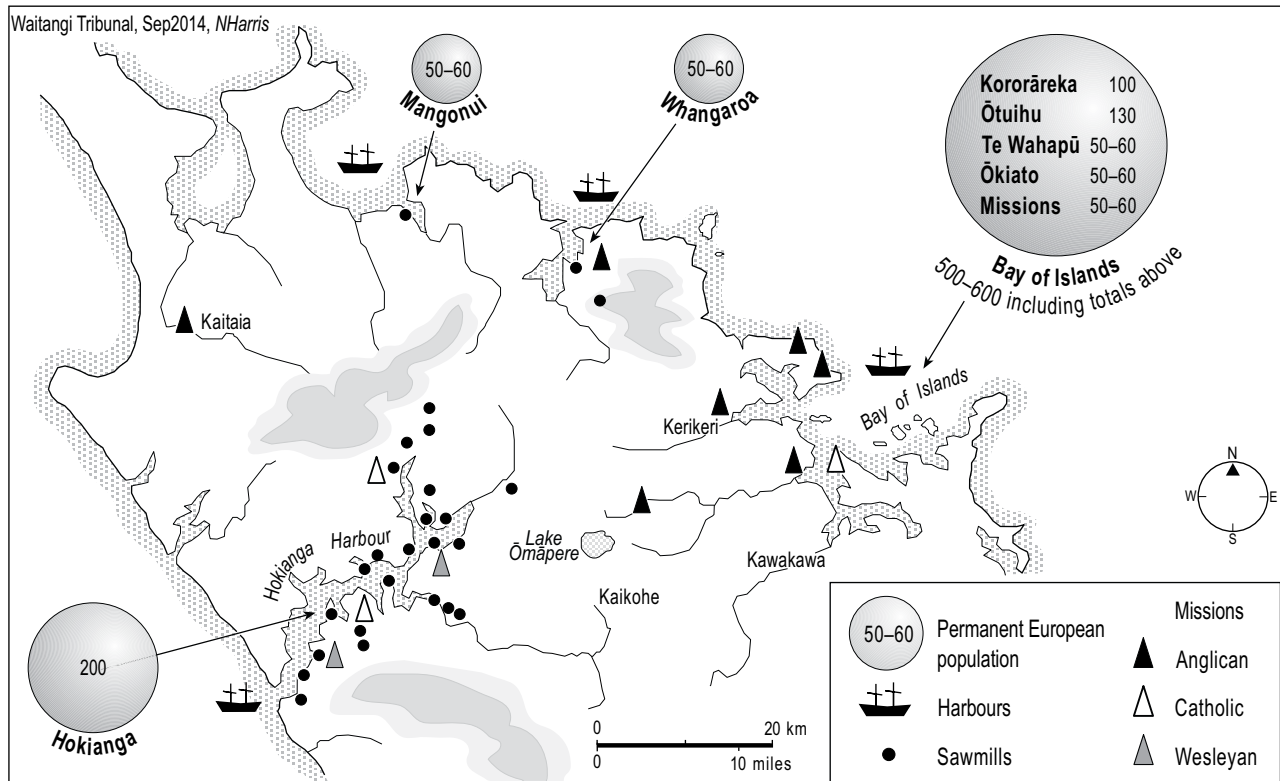 Waitangi Tribunal, Sep2014, NHarris
50–60
Mangonui
50–60
Whangaroa
Kororāreka 100
Ōtuihu 130
Te Wahapū 50–60
Ōkiato 50–60
Missions 50–60
Bay of Islands
500–600 including totals above
Kaitaia
Bay of Islands
Kerikeri
Hokianga Harbour
Lake
Ōmāpere
Kawakawa
Kaikohe
N
W E
S
200
Hokianga
0 20 km
0 10 miles
50–60
Permanent European
population
Harbours
Sawmills
Missions
Anglican
Catholic
Wesleyan